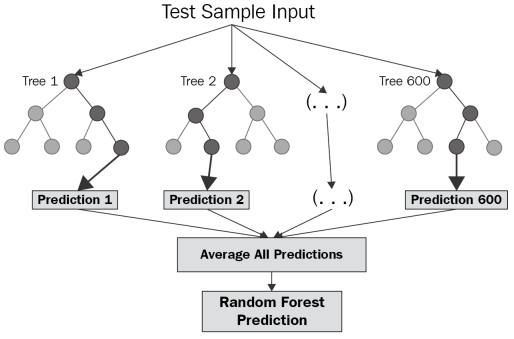 Test Sample Input
Tree 1
Tree 2
(. . .)
Tree 600
Prediction 1
Prediction 2
(. . .)
Prediction 600
Average All Predictions
Random Forest
Prediction